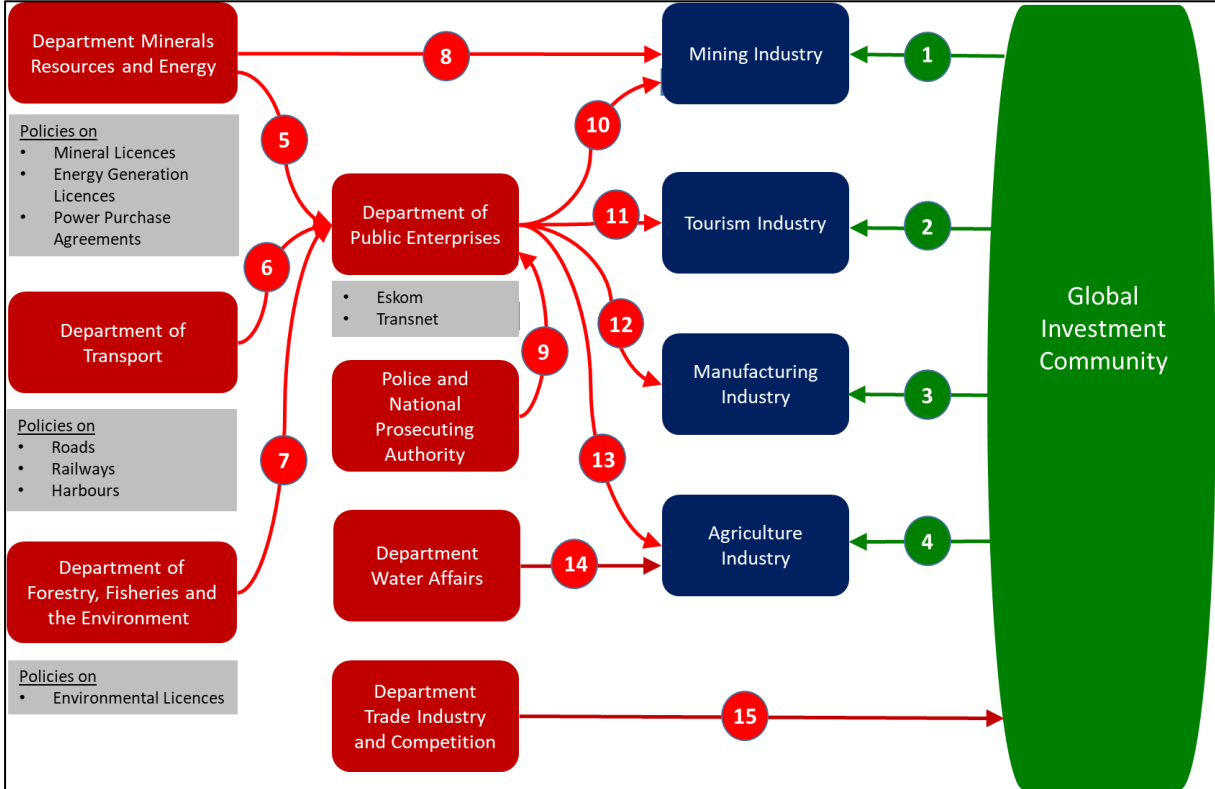 Department Minerals
Resources and Energy
8
Mining Industry
1
Policies on
• Mineral Licences
• Energy Generation
Licences
• Power Purchase
Agreements
5
10
Department of
Public Enterprises
11
Tourism Industry
2
• Eskom
• Transnet
6
Global
Investment
Community
Department of
Transport
9
12
Manufacturing
Industry
3
Police and
National
Prosecuting
Authority
Policies on
• Roads
• Railways
• Harbours
7
13
Department of
Forestry, Fisheries and
the Environment
Department
Water Affairs
14
Agriculture
Industry
4
Policies on
• Environmental Licences
Department
Trade Industry
and Competition
15